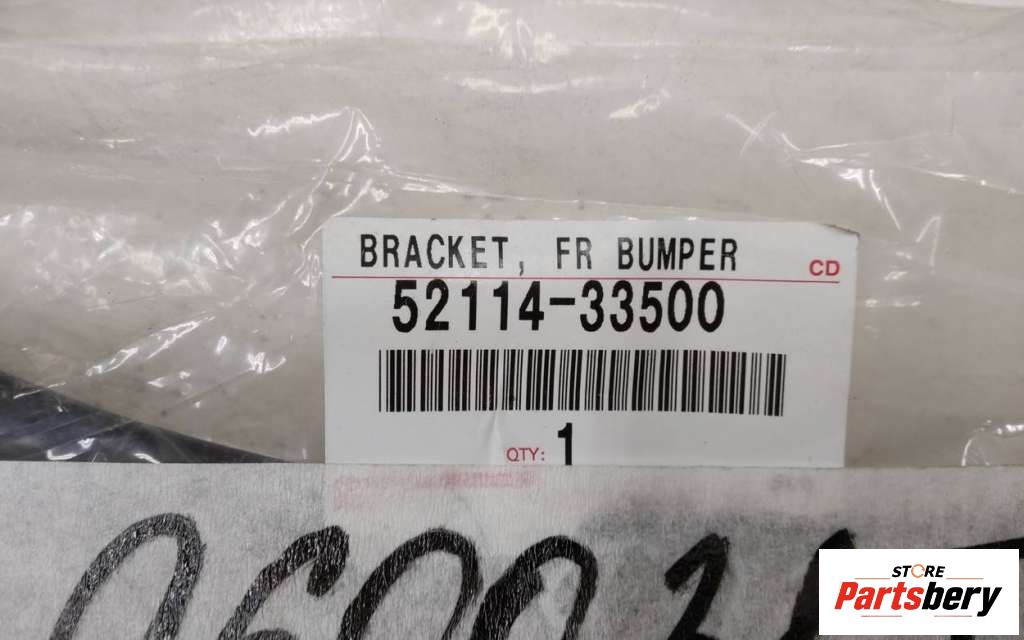 BRACKET, FR BUMPER
CD
52114-33500
QTY: 1
STORE
Partsbery